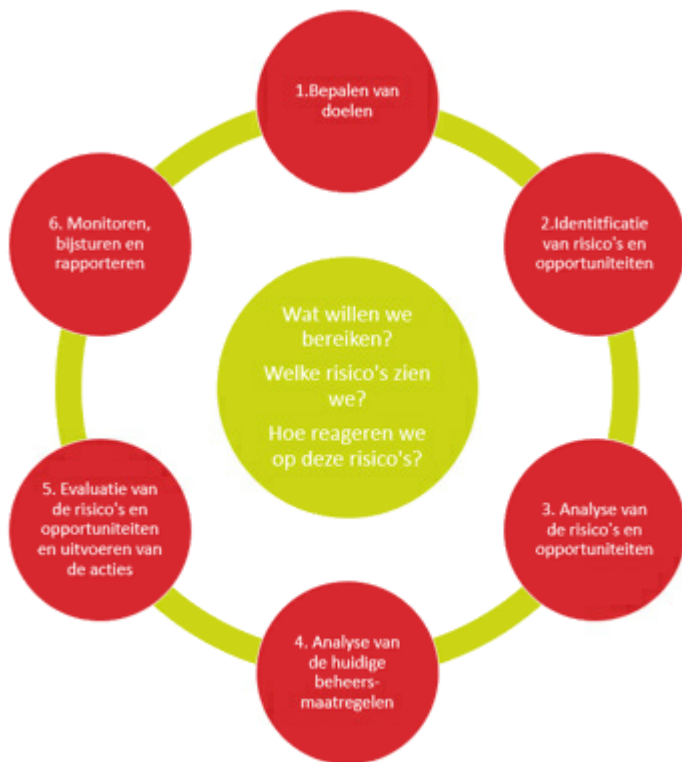 1.Bepalen van
doelen
2.Identitficatie
van risico's en
opportuniteiten
3. Analyse van
de risico's en
opportuniteiten
4. Analyse van
de huidige
beheers-
maatregelen
5. Evaluatie van
de risico's en
opportuniteiten
en uitvoeren van
de acties
6. Monitoren,
bijsturen en
rapporteren
Wat willen we
bereiken?
Welke risico's zien
we?
Hoe reageren we
op deze risico's?